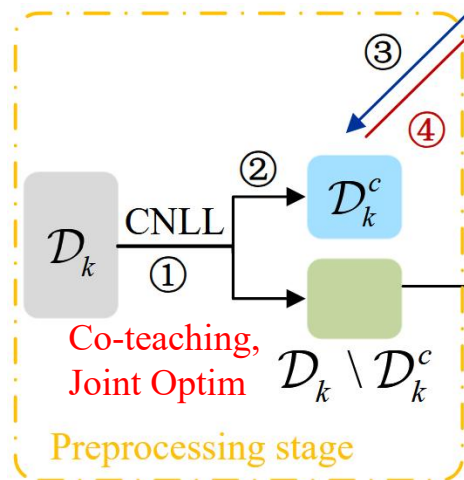 ③
④
②
𝒟ₖᶜ
𝒟ₖ
CNLL
①
Co-teaching,
Joint Optim
𝒟ₖ \ 𝒟ₖᶜ
Preprocessing stage